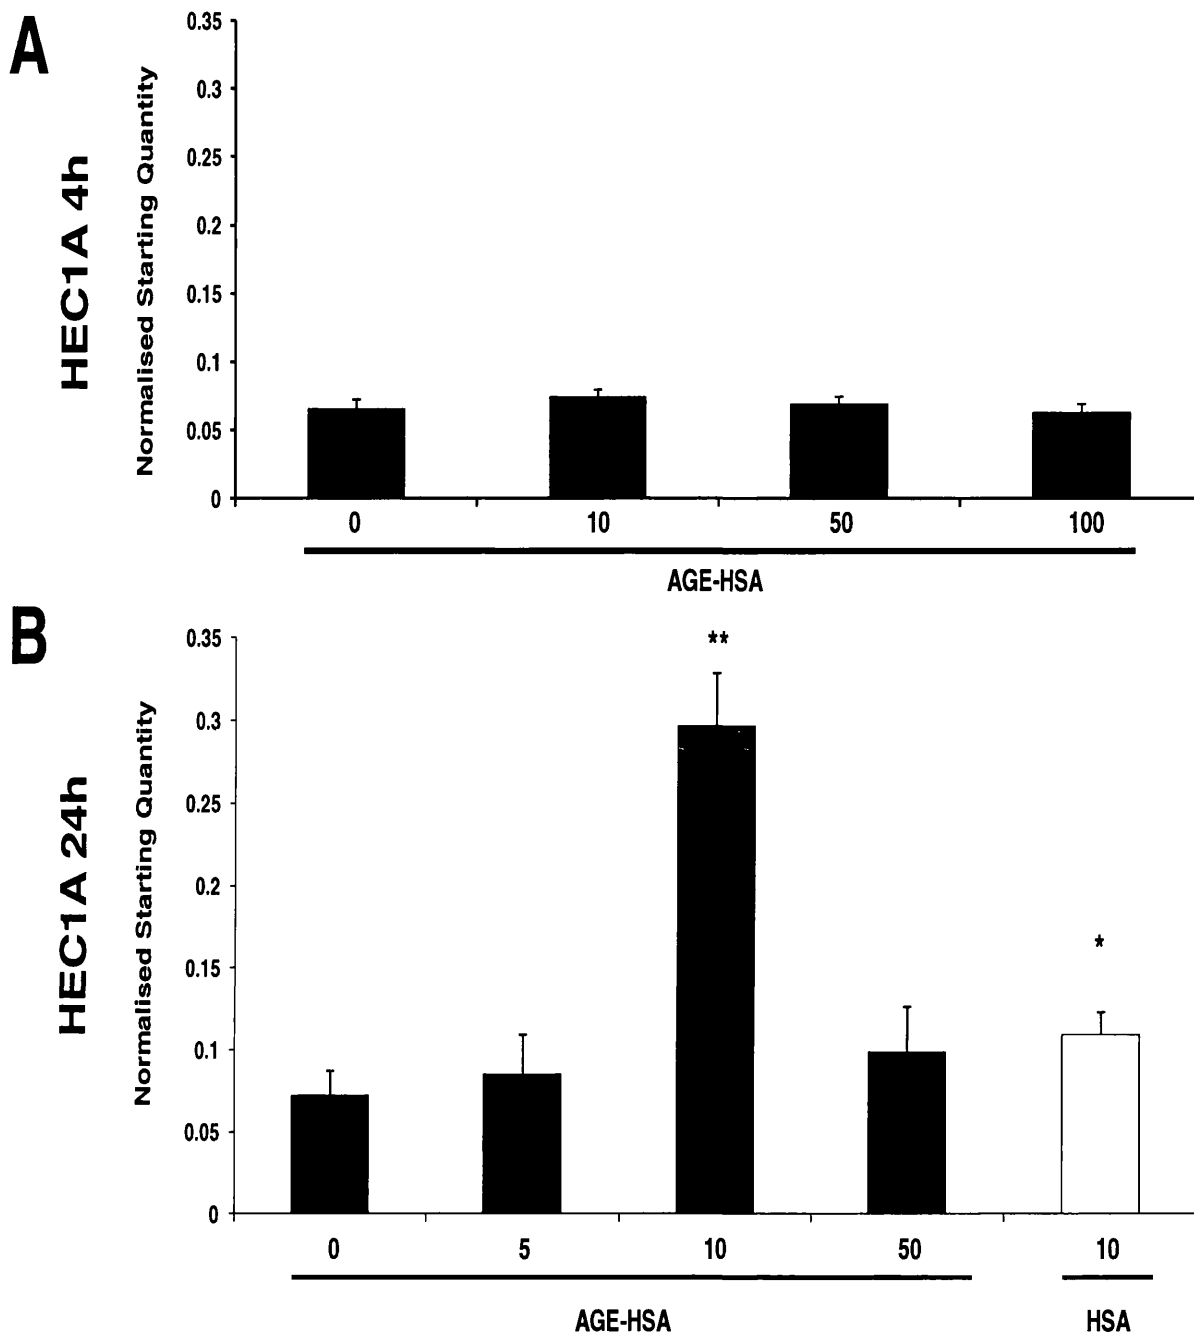 A
HEC1A 4h
Normalised Starting Quantity
0.35
0.3
0.25
0.2
0.15
0.1
0.05
0
0 10 50 100
AGE-HSA
B
HEC1A 24h
Normalised Starting Quantity
0.35
0.3
0.25
0.2
0.15
0.1
0.05
0
**
*
0 5 10 50 10
AGE-HSA HSA